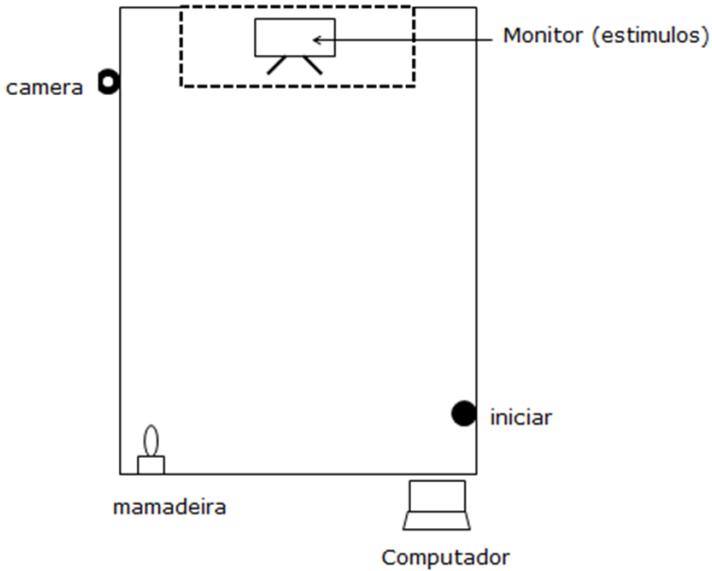 Monitor (estimulos)
camera
iniciar
mamadeira
Computador